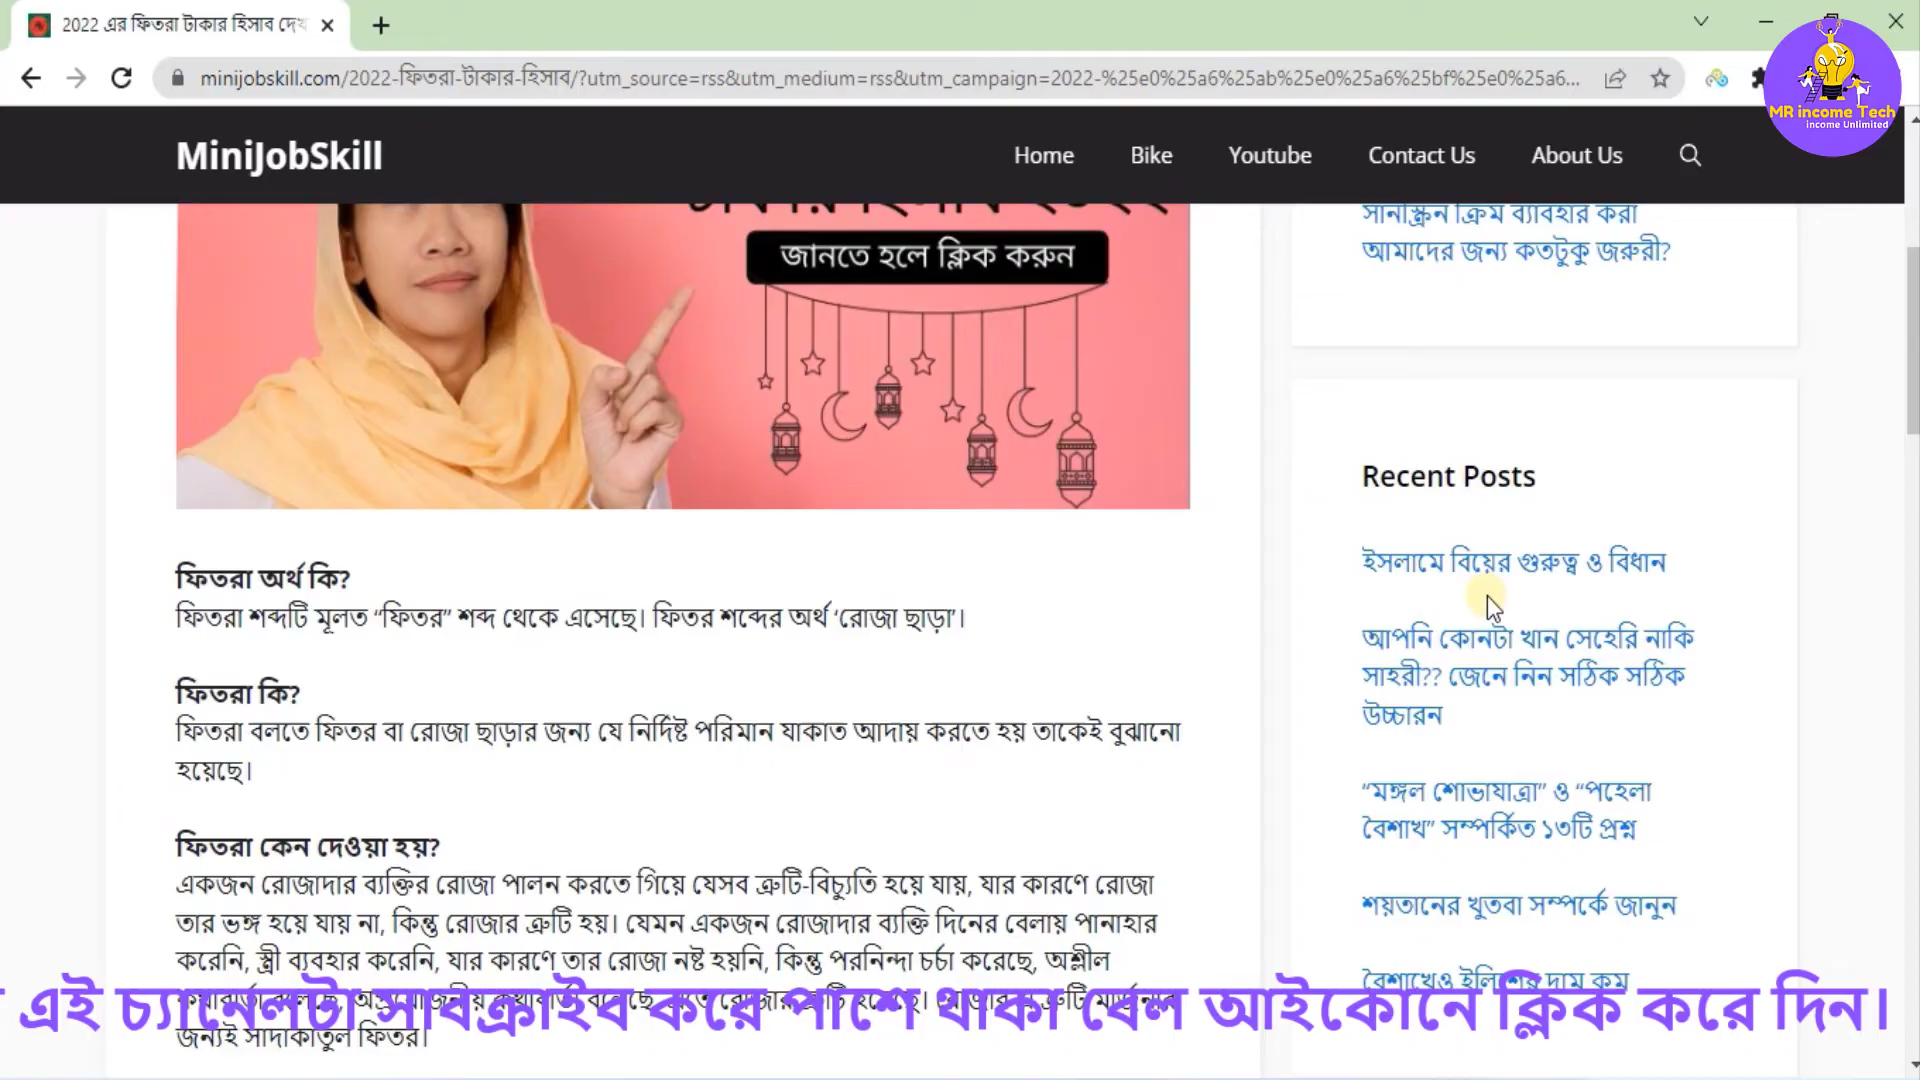 2022 এর ফিতরা টাকার হিসাব দেখ
minijobskill.com/2022-ফিতরা-টাকার-হিসাব/?utm_source=rss&utm_medium=rss&utm_campaign=2022-%25e0%25a6%25ab%25e0%25a6%25bf%25e0%25a6...
MR income Tech
income Unlimited
MiniJobSkill
Home
Bike
Youtube
Contact Us
About Us
টাকার হিসাব ২০২২
জানতে হলে ক্লিক করুন
ফিতরা অর্থ কি?
ফিতরা শব্দটি মূলত “ফিতর” শব্দ থেকে এসেছে। ফিতর শব্দের অর্থ ‘রোজা ছাড়া’।
ফিতরা কি?
ফিতরা বলতে ফিতর বা রোজা ছাড়ার জন্য যে নির্দিষ্ট পরিমান যাকাত আদায় করতে হয় তাকেই বুঝানো
হয়েছে।
ফিতরা কেন দেওয়া হয়?
একজন রোজাদার ব্যক্তির রোজা পালন করতে গিয়ে যেসব ত্রুটি-বিচ্যুতি হয়ে যায়, যার কারণে রোজা
তার ভঙ্গ হয়ে যায় না, কিন্তু রোজার ত্রুটি হয়। যেমন একজন রোজাদার ব্যক্তি দিনের বেলায় পানাহার
করেনি, স্ত্রী ব্যবহার করেনি, যার কারণে তার রোজা নষ্ট হয়নি, কিন্তু পরনিন্দা চর্চা করেছে, অশ্লীল
জন্যই সাদাকাতুল ফিতর।
সানস্ক্রিন ক্রিম ব্যবহার করা
আমাদের জন্য কতটুকু জরুরী?
Recent Posts
ইসলামে বিয়ের গুরুত্ব ও বিধান
আপনি কোনটা খান সেহেরি নাকি
সাহরী?? জেনে নিন সঠিক সঠিক
উচ্চারন
“মঙ্গল শোভাযাত্রা” ও “পহেলা
বৈশাখ” সম্পর্কিত ১৩টি প্রশ্ন
শয়তানের খুতবা সম্পর্কে জানুন
বৈশাখেও ইলিশের দাম কম
এই চ্যানেলটা সাবক্রাইব করে পাশে থাকা বেল আইকোনে ক্লিক করে দিন।